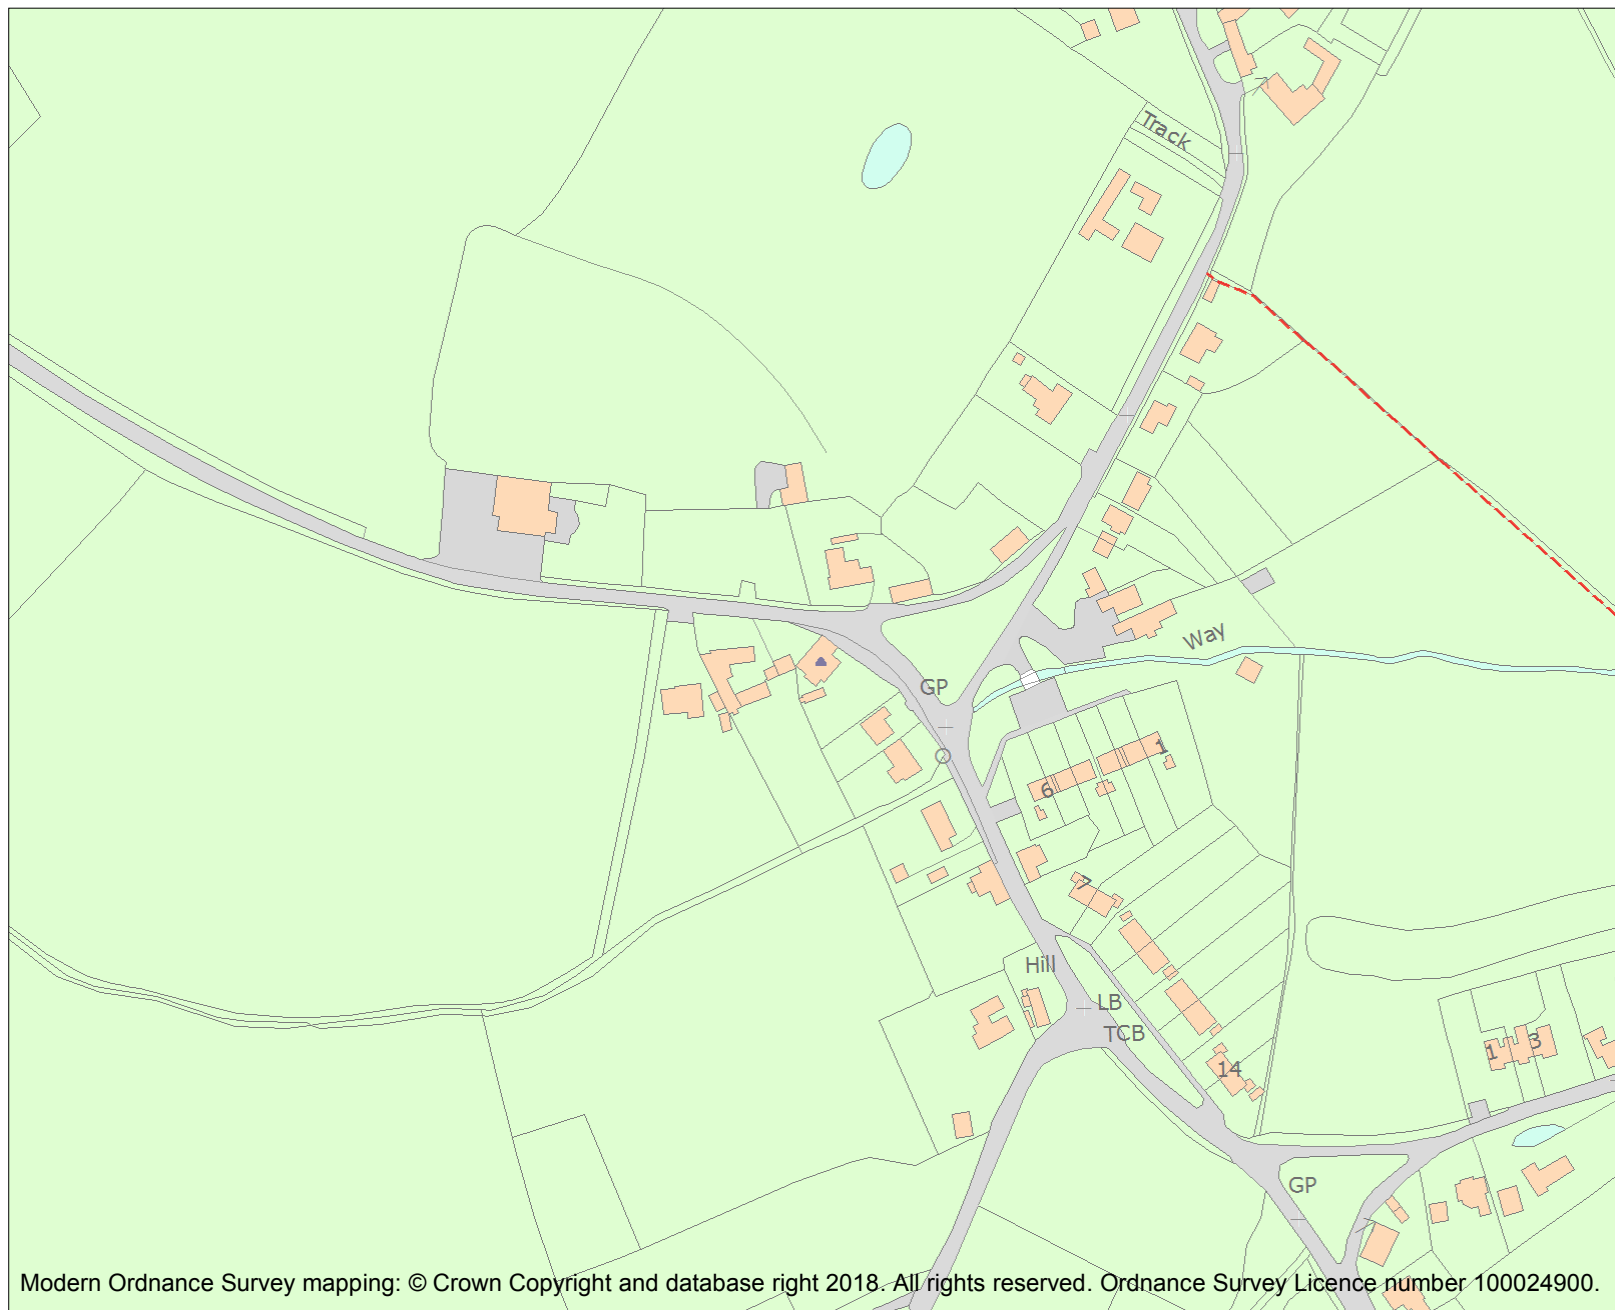 Track
Way
GP
1
6
7
Hill
LB
TCB
1
3
14
GP
Modern Ordnance Survey mapping: © Crown Copyright and database right 2018. All rights reserved. Ordnance Survey Licence number 100024900.